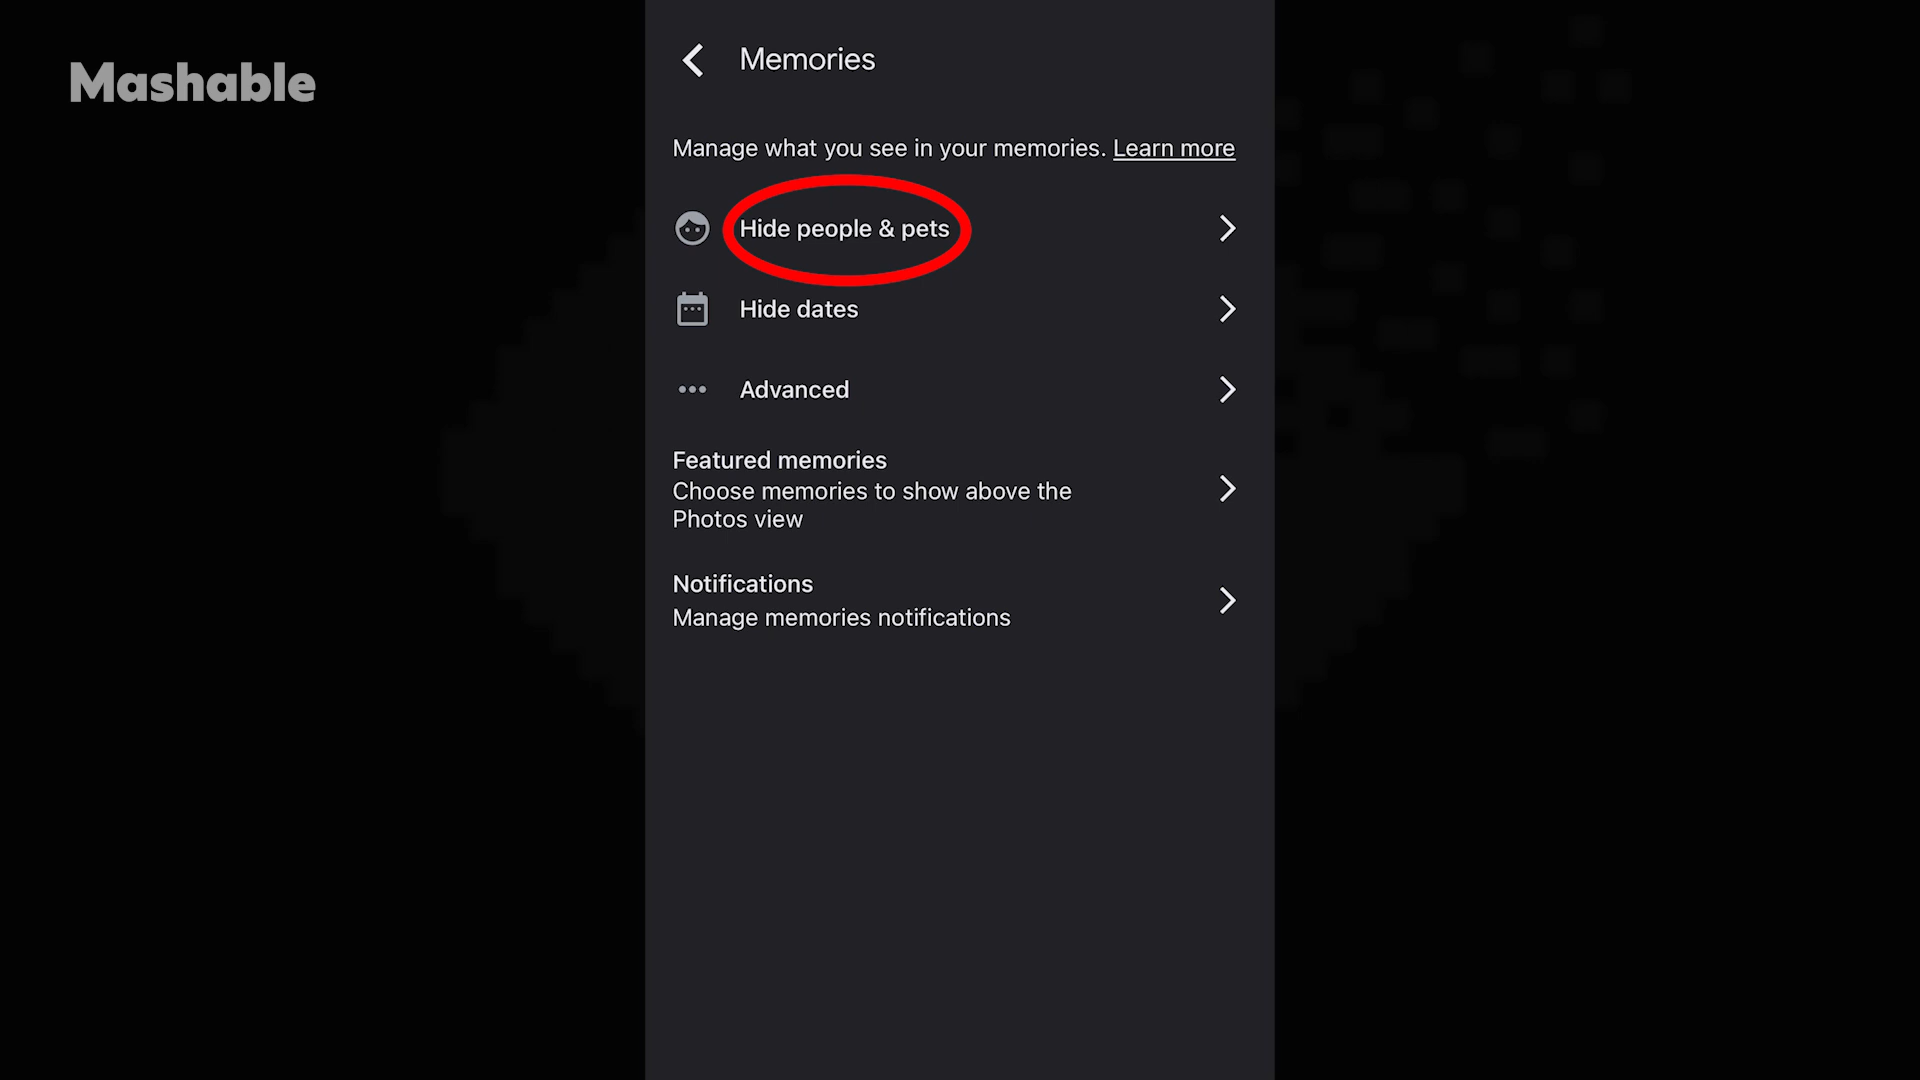 Mashable
Memories
Manage what you see in your memories. Learn more
Hide people & pets
Hide dates
Advanced
Featured memories
Choose memories to show above the
Photos view
Notifications
Manage memories notifications